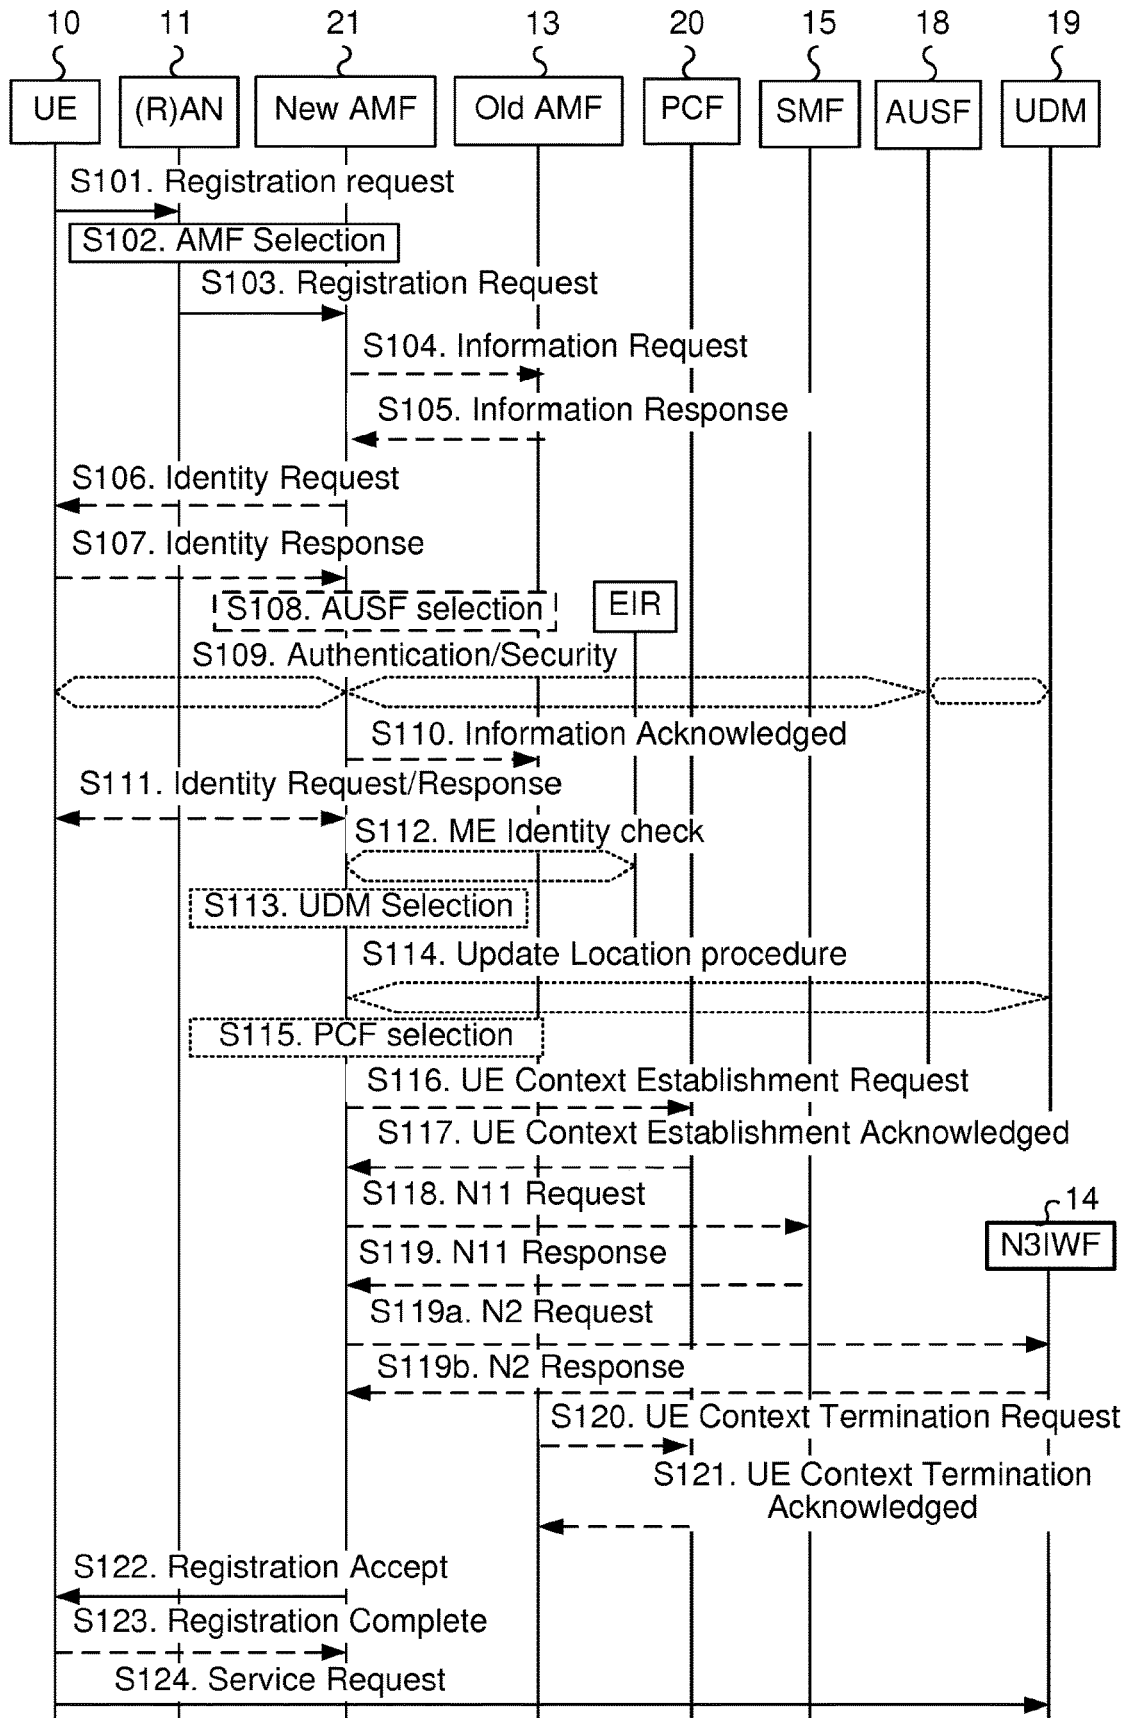 10 11 21 13 20 15 18 19
UE (R)AN New AMF Old AMF PCF SMF AUSF UDM
S101. Registration request
S102. AMF Selection
S103. Registration Request
S104. Information Request
S105. Information Response
S106. Identity Request
S107. Identity Response
S108. AUSF selection
EIR
S109. Authentication/Security
S110. Information Acknowledged
S111. Identity Request/Response
S112. ME Identity check
S113. UDM Selection
S114. Update Location procedure
S115. PCF selection
S116. UE Context Establishment Request
S117. UE Context Establishment Acknowledged
S118. N11 Request
14
N3IWF
S119. N11 Response
S119a. N2 Request
S119b. N2 Response
S120. UE Context Termination Request
S121. UE Context Termination
Acknowledged
S122. Registration Accept
S123. Registration Complete
S124. Service Request